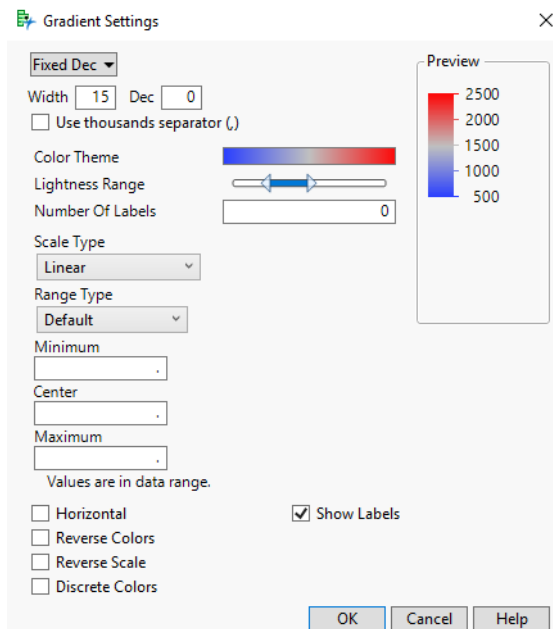 Gradient Settings
Fixed Dec
Preview
Width 15 Dec 0
Use thousands separator (,)
2500
2000
1500
1000
500
Color Theme
Lightness Range
Number Of Labels 0
Scale Type
Linear
Range Type
Default
Minimum
.
Center
.
Maximum
.
Values are in data range.
Horizontal
Show Labels
Reverse Colors
Reverse Scale
Discrete Colors
OK Cancel Help